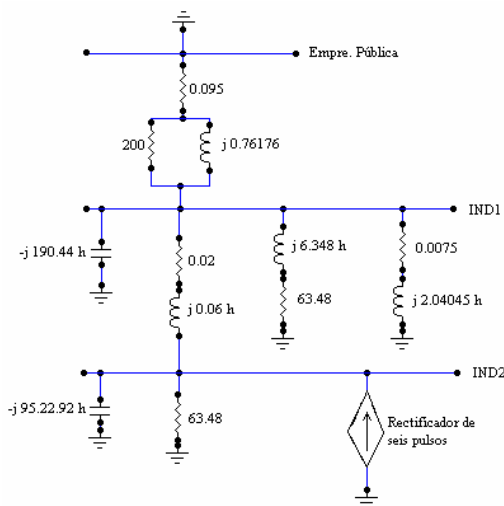 Empre. Pública
0.095
200
j 0.76176
IND1
-j 190.44 h
0.02
j 6.348 h
0.0075
j 0.06 h
63.48
j 2.04045 h
IND2
-j 95.22.92 h
63.48
Rectificador de
seis pulsos